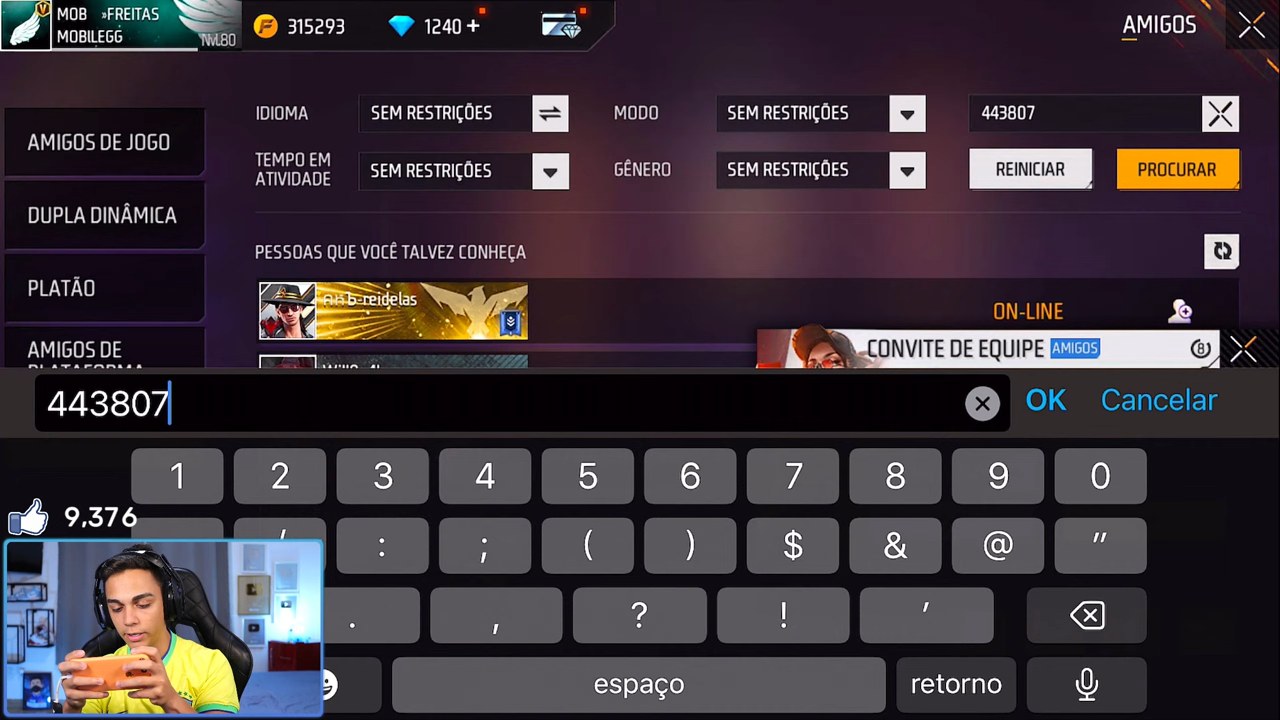 MOB »FREITAS
MOBILEGG
Nvl.80
315293
1240 +
AMIGOS
IDIOMA
SEM RESTRIÇÕES
MODO
SEM RESTRIÇÕES
443807
TEMPO EM
ATIVIDADE
SEM RESTRIÇÕES
GÊNERO
SEM RESTRIÇÕES
REINICIAR
PROCURAR
AMIGOS DE JOGO
DUPLA DINÂMICA
PLATÃO
AMIGOS DE
PLATAFORMA
PESSOAS QUE VOCÊ TALVEZ CONHEÇA
ON-LINE
CONVITE DE EQUIPE AMIGOS
8
443807
OK
Cancelar
1 2 3 4 5 6 7 8 9 0
9,376
: ; ( ) $ & @ "
. , ? ! '
espaço
retorno